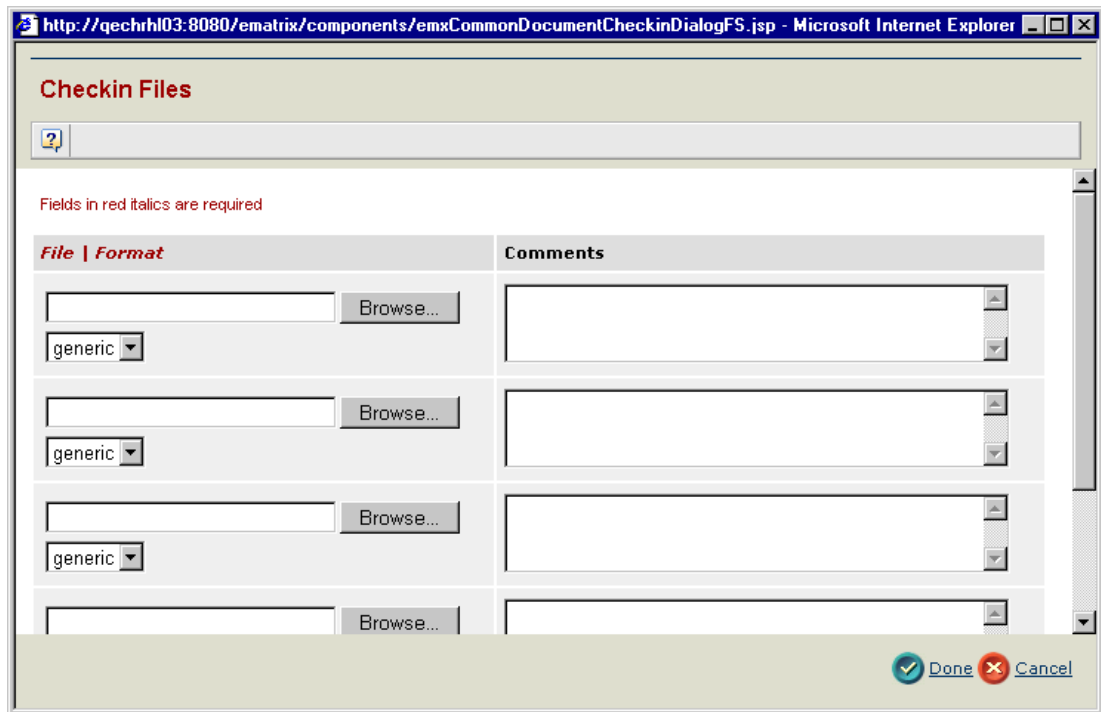 http://qechrhl03:8080/ematrix/components/emxCommonDocumentCheckinDialogFS.jsp - Microsoft Internet Explorer
Checkin Files
?
Fields in red italics are required
File | Format Comments
Browse...
generic
Browse...
generic
Browse...
generic
Browse...
Done Cancel